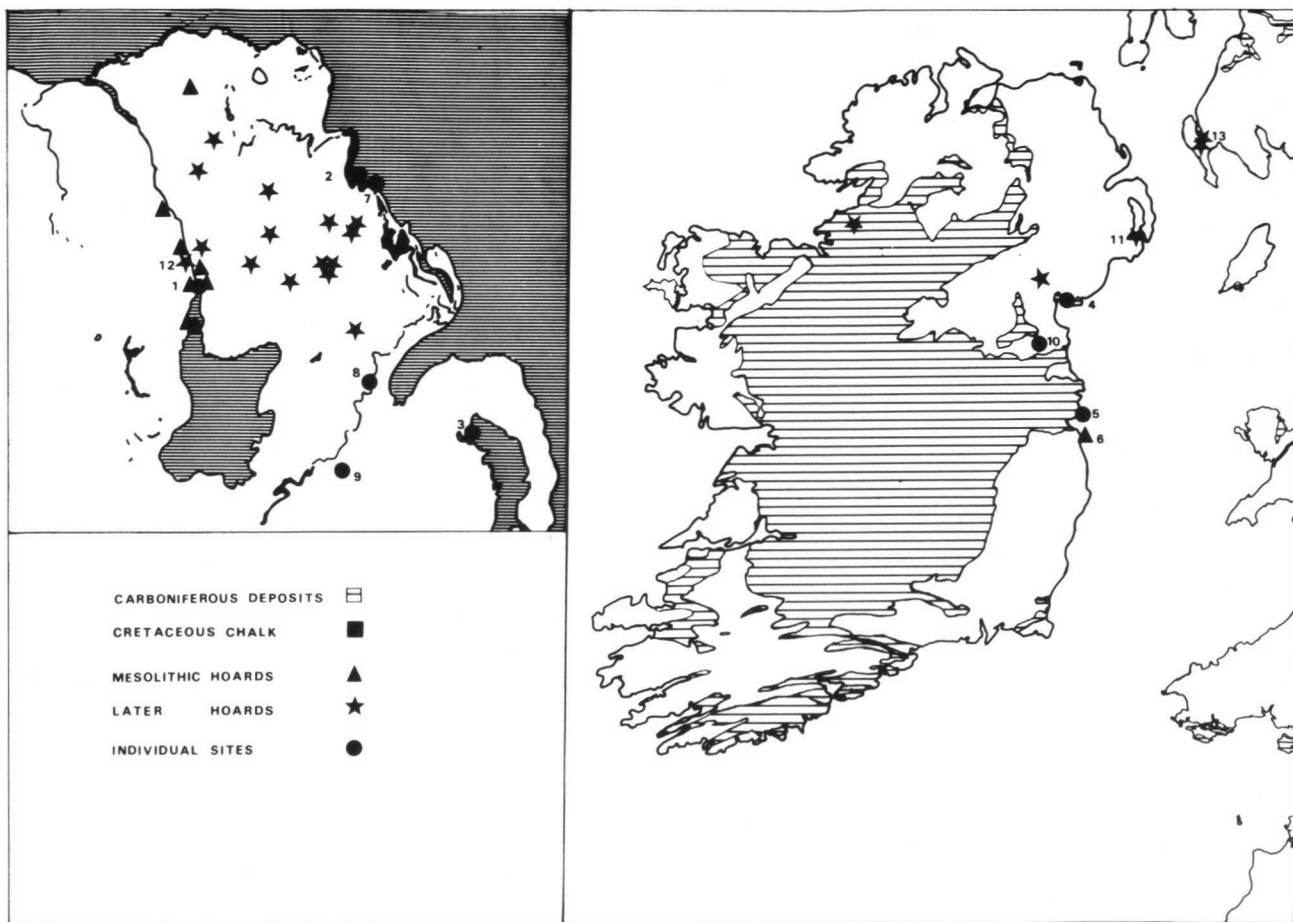 2
7
12
1
8
3
9
CARBONIFEROUS DEPOSITS
CRETACEOUS CHALK
MESOLITHIC HOARDS
LATER HOARDS
INDIVIDUAL SITES
13
11
4
10
5
6